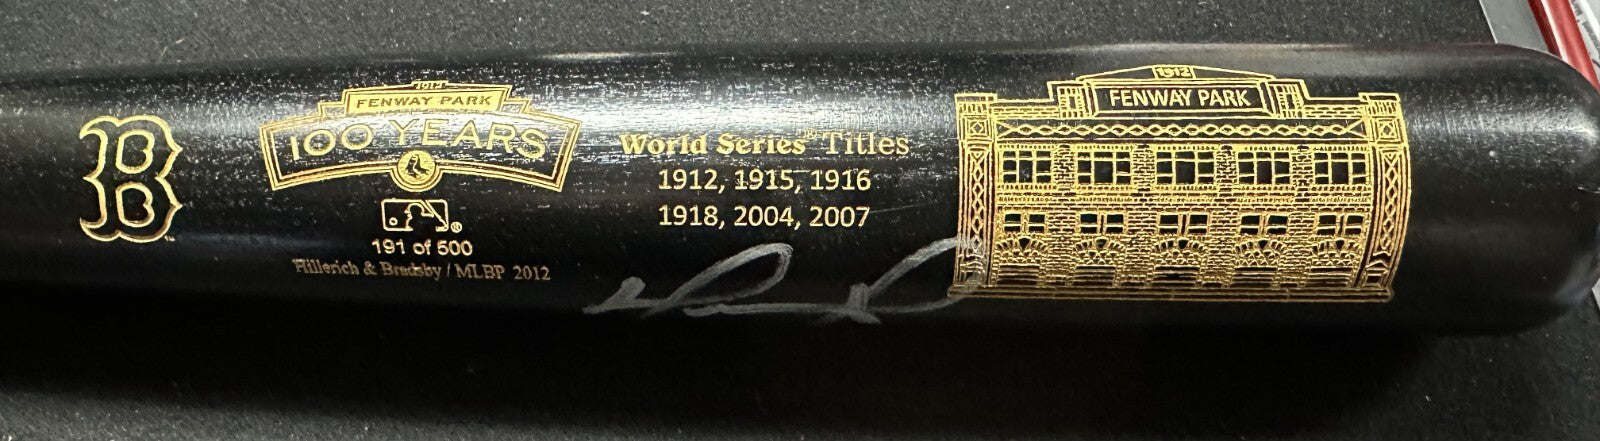 B
™
1912
FENWAY PARK
100 YEARS
®
191 of 500
Hillerich & Bradsby / MLBP 2012
World Series® Titles
1912, 1915, 1916
1918, 2004, 2007
1912
FENWAY PARK